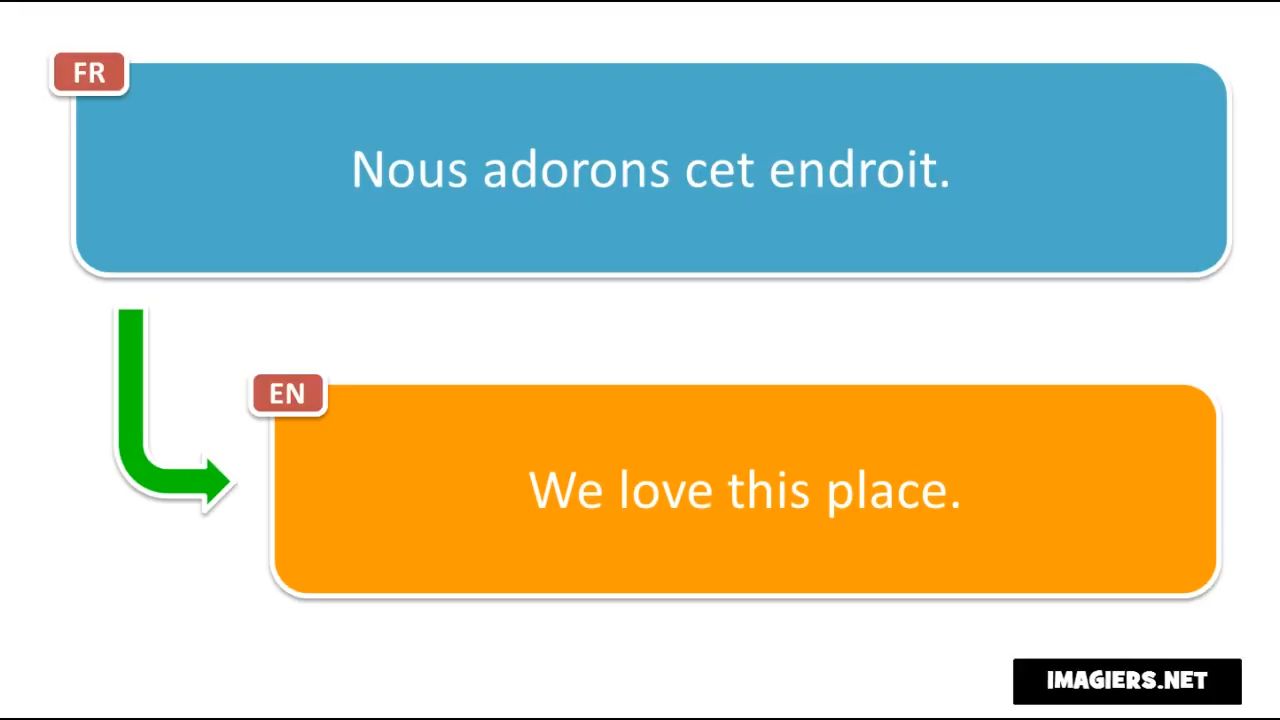 FR
Nous adorons cet endroit.
EN
We love this place.
IMAGIERS.NET